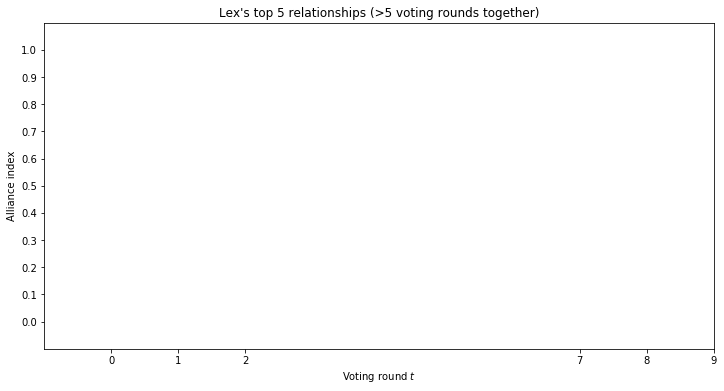 Lex's top 5 relationships (>5 voting rounds together)
1.0
0.9
0.8
0.7
0.6
0.5
0.4
0.3
0.2
0.1
0.0
Alliance index
0 1 2 7 8 9
Voting round t